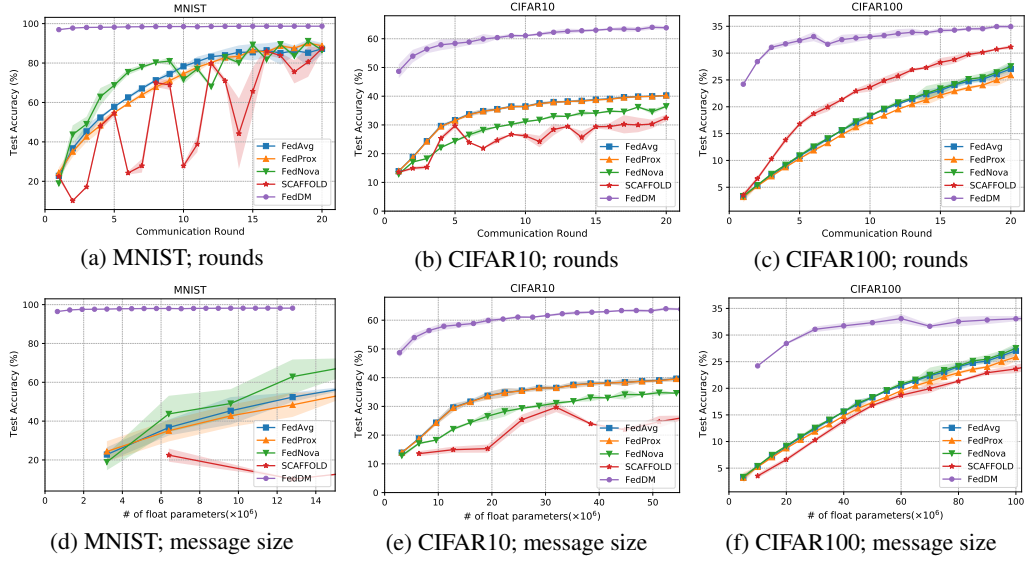 MNIST
100
80
60
40
20
Test Accuracy (%)
0
5
10
15
20
Communication Round
FedAvg
FedProx
FedNova
SCAFFOLD
FedDM
(a) MNIST; rounds
CIFAR10
60
50
40
30
20
10
0
Test Accuracy (%)
0
5
10
15
20
Communication Round
FedAvg
FedProx
FedNova
SCAFFOLD
FedDM
(b) CIFAR10; rounds
CIFAR100
35
30
25
20
15
10
5
0
Test Accuracy (%)
0
5
10
15
20
Communication Round
FedAvg
FedProx
FedNova
SCAFFOLD
FedDM
(c) CIFAR100; rounds
MNIST
100
80
60
40
20
Test Accuracy (%)
0
2
4
6
8
10
12
14
# of float parameters(×10⁶)
FedAvg
FedProx
FedNova
SCAFFOLD
FedDM
(d) MNIST; message size
CIFAR10
60
50
40
30
20
10
0
Test Accuracy (%)
0
10
20
30
40
50
# of float parameters(×10⁶)
FedAvg
FedProx
FedNova
SCAFFOLD
FedDM
(e) CIFAR10; message size
CIFAR100
35
30
25
20
15
10
5
0
Test Accuracy (%)
0
20
40
60
80
100
# of float parameters(×10⁶)
FedAvg
FedProx
FedNova
SCAFFOLD
FedDM
(f) CIFAR100; message size